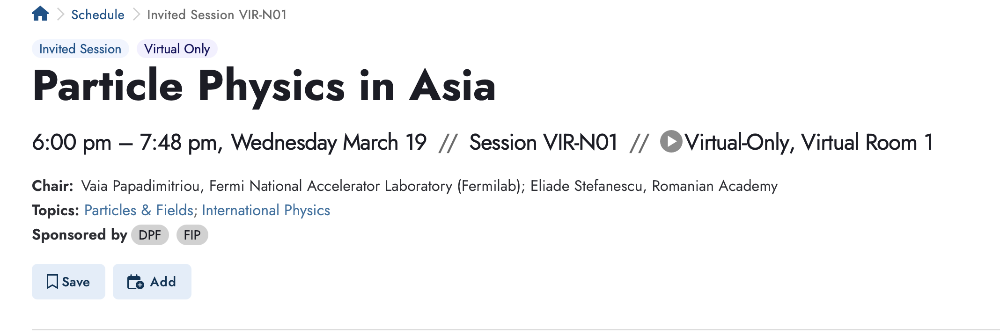 Schedule Invited Session VIR-N01
Invited Session Virtual Only
Particle Physics in Asia
6:00 pm – 7:48 pm, Wednesday March 19 // Session VIR-N01 // Virtual-Only, Virtual Room 1
Chair: Vaia Papadimitriou, Fermi National Accelerator Laboratory (Fermilab); Eliade Stefanescu, Romanian Academy
Topics: Particles & Fields; International Physics
Sponsored by DPF FIP
Save Add